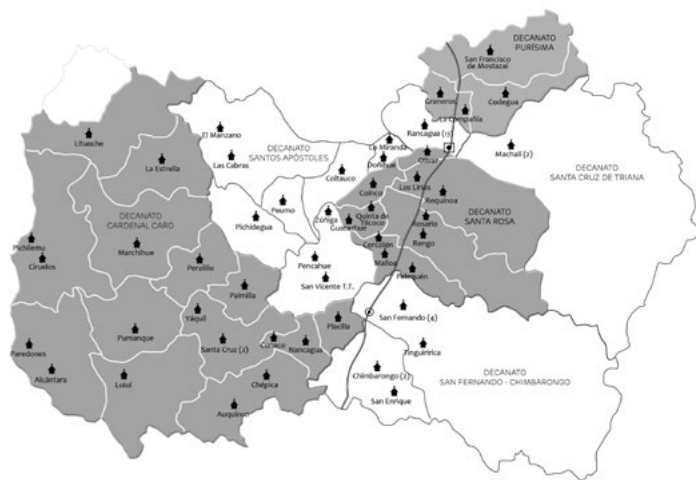 DECANATO
PURÍSIMA
San Francisco
de Mostazal
Graneros
Codegua
La Compañía
Rancagua (13)
Machalí (2)
El Manzano
DECANATO
SANTOS APÓSTOLES
Las Cabras
La Miranda
Doñihue
Olivar
Coltauco
Litueche
La Estrella
DECANATO
SANTA CRUZ DE TRIANA
Coinco
Los Lirios
Requinoa
Peumo
Pichidegua
Zúñiga
Guacarhue
Quinta de
Tilcoco
Rosario
Rengo
DECANATO
SANTA ROSA
DECANATO
CARDENAL CARO
Marchihue
Pichilemu
Ciruelos
Corcolén
Malloa
Pelequén
Pencahue
San Vicente T.T.
Peralillo
Palmilla
Yáquil
Placilla
San Fernando (4)
Pumanque
Santa Cruz (2)
Cunaco
Nancagua
Tinguiririca
Paredones
Alcántara
Lolol
Chépica
Auquinco
Chimbarongo (2)
San Enrique
DECANATO
SAN FERNANDO - CHIMBARONGO